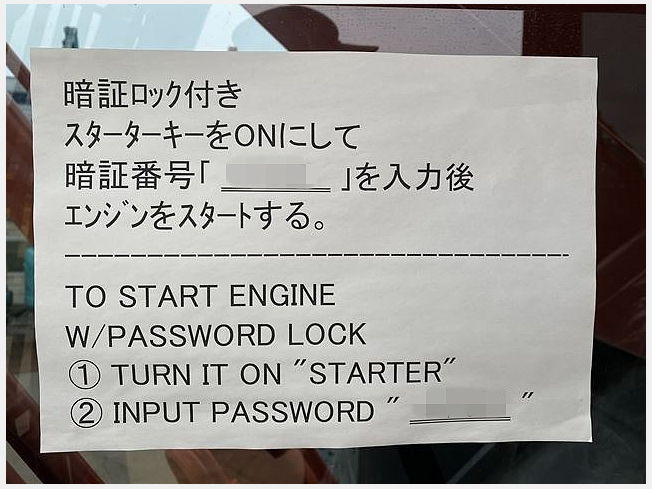 暗証ﾛｯｸ付き
ｽﾀｰﾀｰｷｰをONにして
暗証番号「 」を入力後
ｴﾝｼﾞﾝをｽﾀｰﾄする。
TO START ENGINE
W/PASSWORD LOCK
① TURN IT ON "STARTER"
② INPUT PASSWORD " "